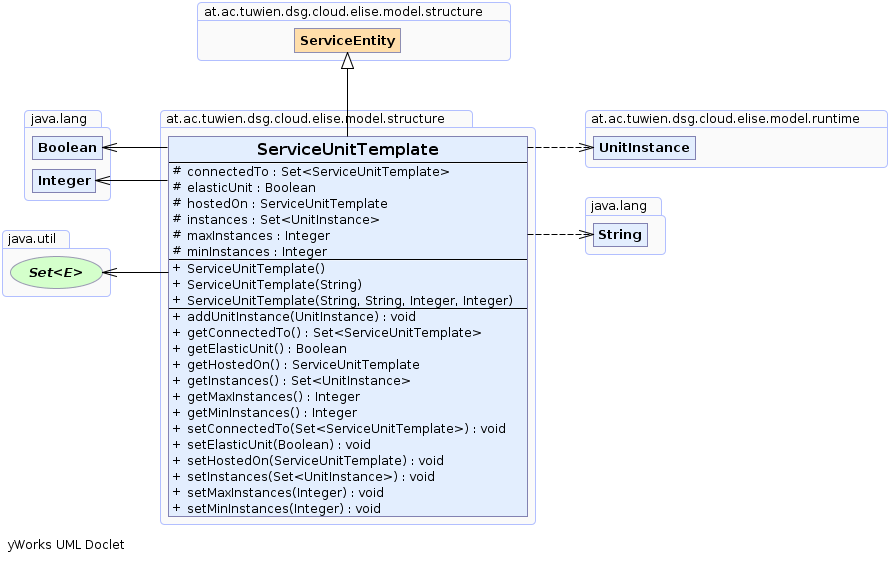 at.ac.tuwien.dsg.cloud.elise.model.structure
ServiceEntity
java.lang
Boolean
Integer
java.util
Set<E>
at.ac.tuwien.dsg.cloud.elise.model.structure
ServiceUnitTemplate
# connectedTo : Set<ServiceUnitTemplate>
# elasticUnit : Boolean
# hostedOn : ServiceUnitTemplate
# instances : Set<UnitInstance>
# maxInstances : Integer
# minInstances : Integer
+ ServiceUnitTemplate()
+ ServiceUnitTemplate(String)
+ ServiceUnitTemplate(String, String, Integer, Integer)
+ addUnitInstance(UnitInstance) : void
+ getConnectedTo() : Set<ServiceUnitTemplate>
+ getElasticUnit() : Boolean
+ getHostedOn() : ServiceUnitTemplate
+ getInstances() : Set<UnitInstance>
+ getMaxInstances() : Integer
+ getMinInstances() : Integer
+ setConnectedTo(Set<ServiceUnitTemplate>) : void
+ setElasticUnit(Boolean) : void
+ setHostedOn(ServiceUnitTemplate) : void
+ setInstances(Set<UnitInstance>) : void
+ setMaxInstances(Integer) : void
+ setMinInstances(Integer) : void
at.ac.tuwien.dsg.cloud.elise.model.runtime
UnitInstance
java.lang
String
yWorks UML Doclet